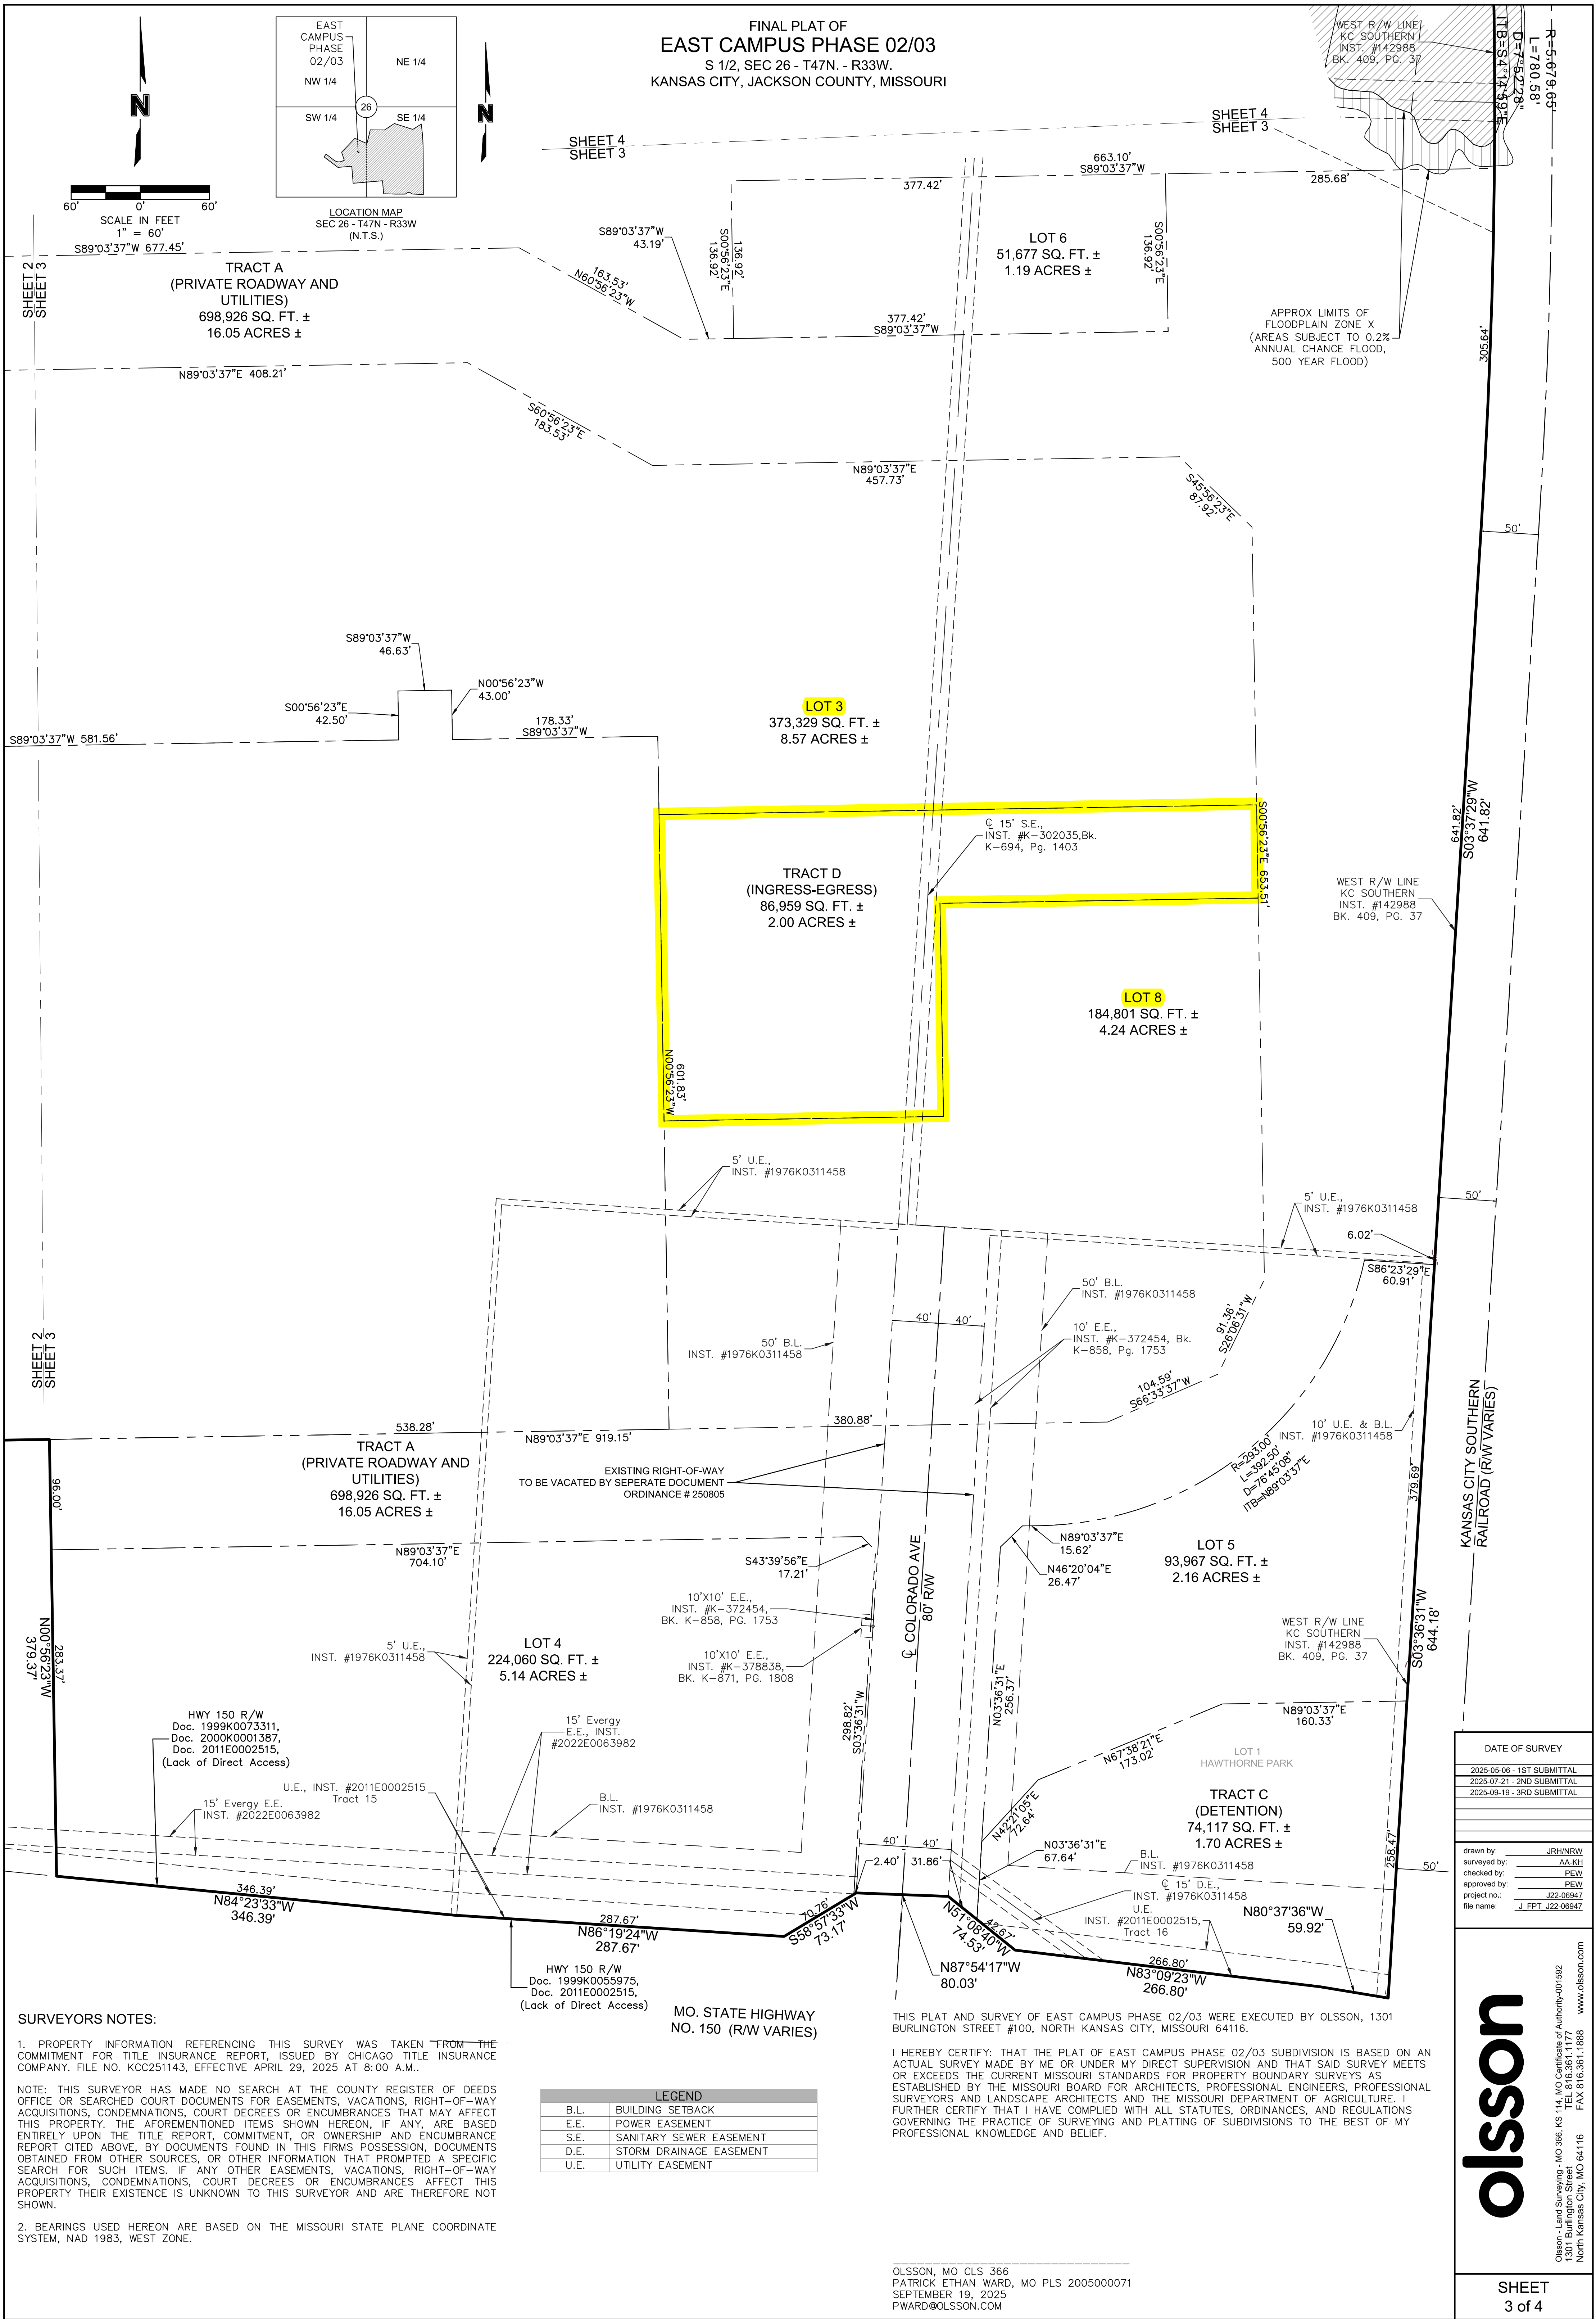 FINAL PLAT OF
EAST CAMPUS PHASE 02/03
S 1/2, SEC 26 - T47N. - R33W.
KANSAS CITY, JACKSON COUNTY, MISSOURI
N
60' 0' 60'
SCALE IN FEET
1" = 60'
EAST
CAMPUS
PHASE
02/03
NW 1/4
NE 1/4
26
SW 1/4
SE 1/4
LOCATION MAP
SEC 26 - T47N - R33W
(N.T.S.)
N
SHEET 4
SHEET 3
SHEET 4
SHEET 3
WEST R/W LINE
KC SOUTHERN
INST. #142988
BK. 409, PG. 37
R=5,679.65'
L=780.58'
D=7°52'28"
ITB=S4°14'59"E
663.10'
S89°03'37"W
377.42'
285.68'
S89°03'37"W 677.45'
SHEET 2
SHEET 3
TRACT A
(PRIVATE ROADWAY AND
UTILITIES)
698,926 SQ. FT. ±
16.05 ACRES ±
163.53'
N60°56'23"W
S89°03'37"W
43.19'
136.92'
S00°56'23"E
136.92'
LOT 6
51,677 SQ. FT. ±
1.19 ACRES ±
S00°56'23"E
136.92'
377.42'
S89°03'37"W
APPROX LIMITS OF
FLOODPLAIN ZONE X
(AREAS SUBJECT TO 0.2%
ANNUAL CHANCE FLOOD,
500 YEAR FLOOD)
305.64'
N89°03'37"E 408.21'
S60°56'23"E
183.53'
N89°03'37"E
457.73'
S45°56'23"E
87.92'
50'
S89°03'37"W
46.63'
N00°56'23"W
43.00'
S00°56'23"E
42.50'
178.33'
S89°03'37"W
S89°03'37"W 581.56'
LOT 3
373,329 SQ. FT. ±
8.57 ACRES ±
641.82'
S03°37'29"W
641.82'
℄ 15' S.E.,
INST. #K-302035,Bk.
K-694, Pg. 1403
S00°56'23"E 653.51'
TRACT D
(INGRESS-EGRESS)
86,959 SQ. FT. ±
2.00 ACRES ±
WEST R/W LINE
KC SOUTHERN
INST. #142988
BK. 409, PG. 37
LOT 8
184,801 SQ. FT. ±
4.24 ACRES ±
601.83'
N00°56'23"W
5' U.E.,
INST. #1976K0311458
5' U.E.,
INST. #1976K0311458
50'
6.02'
S86°23'29"E
60.91'
50' B.L.
INST. #1976K0311458
10' E.E.,
INST. #K-372454, Bk.
K-858, Pg. 1753
91.36'
S26°06'31"W
40' 40'
50' B.L.
INST. #1976K0311458
SHEET 2
SHEET 3
104.59'
S66°33'37"W
538.28'
N89°03'37"E 919.15'
380.88'
10' U.E. & B.L.
INST. #1976K0311458
TRACT A
(PRIVATE ROADWAY AND
UTILITIES)
698,926 SQ. FT. ±
16.05 ACRES ±
EXISTING RIGHT-OF-WAY
TO BE VACATED BY SEPERATE DOCUMENT
ORDINANCE # 250805
R=293.00'
L=392.50'
D=76°45'08"
ITB=N89°03'37"E
379.69'
KANSAS CITY SOUTHERN
RAILROAD (R/W VARIES)
96.00'
N89°03'37"E
704.10'
S43°39'56"E
17.21'
N89°03'37"E
15.62'
N46°20'04"E
26.47'
LOT 5
93,967 SQ. FT. ±
2.16 ACRES ±
10'X10' E.E.,
INST. #K-372454,
BK. K-858, PG. 1753
10'X10' E.E.,
INST. #K-378838,
BK. K-871, PG. 1808
℄ COLORADO AVE
80' R/W
WEST R/W LINE
KC SOUTHERN
INST. #142988
BK. 409, PG. 37
S03°36'31"W
644.18'
283.37'
N00°56'23"W
379.37'
5' U.E.,
INST. #1976K0311458
LOT 4
224,060 SQ. FT. ±
5.14 ACRES ±
298.82'
S03°36'31"W
N03°36'31"E
256.37'
N89°03'37"E
160.33'
N67°38'21"E
173.02'
LOT 1
HAWTHORNE PARK
HWY 150 R/W
Doc. 1999K0073311,
Doc. 2000K0001387,
Doc. 2011E0002515,
(Lack of Direct Access)
15' Evergy
E.E., INST.
#2022E0063982
TRACT C
(DETENTION)
74,117 SQ. FT. ±
1.70 ACRES ±
U.E., INST. #2011E0002515
Tract 15
15' Evergy E.E.
INST. #2022E0063982
B.L.
INST. #1976K0311458
N42°21'05"E
72.64'
N03°36'31"E
67.64'
40' 40'
2.40' 31.86'
B.L.
INST. #1976K0311458
258.47'
50'
℄ 15' D.E.,
INST. #1976K0311458
U.E.
INST. #2011E0002515,
Tract 16
N80°37'36"W
59.92'
346.39'
N84°23'33"W
346.39'
287.67'
N86°19'24"W
287.67'
70.76'
S58°57'33"W
73.17'
42.67'
N51°08'40"W
74.53'
N87°54'17"W
80.03'
266.80'
N83°09'23"W
266.80'
HWY 150 R/W
Doc. 1999K0055975,
Doc. 2011E0002515,
(Lack of Direct Access)
MO. STATE HIGHWAY
NO. 150 (R/W VARIES)
SURVEYORS NOTES:
1. PROPERTY INFORMATION REFERENCING THIS SURVEY WAS TAKEN FROM THE
COMMITMENT FOR TITLE INSURANCE REPORT, ISSUED BY CHICAGO TITLE INSURANCE
COMPANY. FILE NO. KCC251143, EFFECTIVE APRIL 29, 2025 AT 8:00 A.M..
NOTE: THIS SURVEYOR HAS MADE NO SEARCH AT THE COUNTY REGISTER OF DEEDS
OFFICE OR SEARCHED COURT DOCUMENTS FOR EASEMENTS, VACATIONS, RIGHT-OF-WAY
ACQUISITIONS, CONDEMNATIONS, COURT DECREES OR ENCUMBRANCES THAT MAY AFFECT
THIS PROPERTY. THE AFOREMENTIONED ITEMS SHOWN HEREON, IF ANY, ARE BASED
ENTIRELY UPON THE TITLE REPORT, COMMITMENT, OR OWNERSHIP AND ENCUMBRANCE
REPORT CITED ABOVE, BY DOCUMENTS FOUND IN THIS FIRMS POSSESSION, DOCUMENTS
OBTAINED FROM OTHER SOURCES, OR OTHER INFORMATION THAT PROMPTED A SPECIFIC
SEARCH FOR SUCH ITEMS. IF ANY OTHER EASEMENTS, VACATIONS, RIGHT-OF-WAY
ACQUISITIONS, CONDEMNATIONS, COURT DECREES OR ENCUMBRANCES AFFECT THIS
PROPERTY THEIR EXISTENCE IS UNKNOWN TO THIS SURVEYOR AND ARE THEREFORE NOT
SHOWN.
2. BEARINGS USED HEREON ARE BASED ON THE MISSOURI STATE PLANE COORDINATE
SYSTEM, NAD 1983, WEST ZONE.
LEGEND
B.L. BUILDING SETBACK
E.E. POWER EASEMENT
S.E. SANITARY SEWER EASEMENT
D.E. STORM DRAINAGE EASEMENT
U.E. UTILITY EASEMENT
THIS PLAT AND SURVEY OF EAST CAMPUS PHASE 02/03 WERE EXECUTED BY OLSSON, 1301
BURLINGTON STREET #100, NORTH KANSAS CITY, MISSOURI 64116.
I HEREBY CERTIFY: THAT THE PLAT OF EAST CAMPUS PHASE 02/03 SUBDIVISION IS BASED ON AN
ACTUAL SURVEY MADE BY ME OR UNDER MY DIRECT SUPERVISION AND THAT SAID SURVEY MEETS
OR EXCEEDS THE CURRENT MISSOURI STANDARDS FOR PROPERTY BOUNDARY SURVEYS AS
ESTABLISHED BY THE MISSOURI BOARD FOR ARCHITECTS, PROFESSIONAL ENGINEERS, PROFESSIONAL
SURVEYORS AND LANDSCAPE ARCHITECTS AND THE MISSOURI DEPARTMENT OF AGRICULTURE. I
FURTHER CERTIFY THAT I HAVE COMPLIED WITH ALL STATUTES, ORDINANCES, AND REGULATIONS
GOVERNING THE PRACTICE OF SURVEYING AND PLATTING OF SUBDIVISIONS TO THE BEST OF MY
PROFESSIONAL KNOWLEDGE AND BELIEF.
OLSSON, MO CLS 366
PATRICK ETHAN WARD, MO PLS 2005000071
SEPTEMBER 19, 2025
PWARD@OLSSON.COM
DATE OF SURVEY
2025-05-06 - 1ST SUBMITTAL
2025-07-21 - 2ND SUBMITTAL
2025-09-19 - 3RD SUBMITTAL
drawn by: JRH/NRW
surveyed by: AA-KH
checked by: PEW
approved by: PEW
project no.: J22-06947
file name: J_FPT_J22-06947
olsson
Olsson - Land Surveying - MO 366, KS 114, MO Certificate of Authority-001592
1301 Burlington Street TEL 816.361.1177
North Kansas City, MO 64116 FAX 816.361.1888 www.olsson.com
SHEET
3 of 4